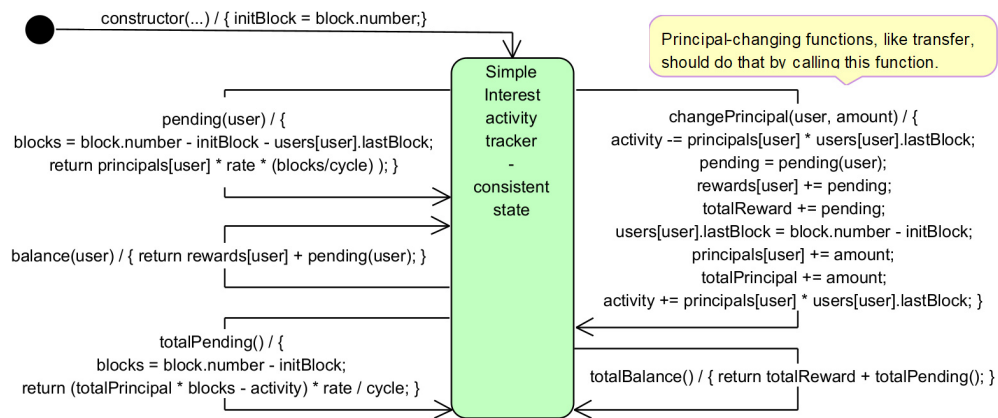 constructor(...) / { initBlock = block.number;}
Principal-changing functions, like transfer,
should do that by calling this function.
Simple
Interest
activity
tracker
-
consistent
state
pending(user) / {
blocks = block.number - initBlock - users[user].lastBlock;
return principals[user] * rate * (blocks/cycle) ); }
balance(user) / { return rewards[user] + pending(user); }
totalPending() / {
blocks = block.number - initBlock;
return (totalPrincipal * blocks - activity) * rate / cycle; }
changePrincipal(user, amount) / {
activity -= principals[user] * users[user].lastBlock;
pending = pending(user);
rewards[user] += pending;
totalReward += pending;
users[user].lastBlock = block.number - initBlock;
principals[user] += amount;
totalPrincipal += amount;
activity += principals[user] * users[user].lastBlock; }
totalBalance() / { return totalReward + totalPending(); }